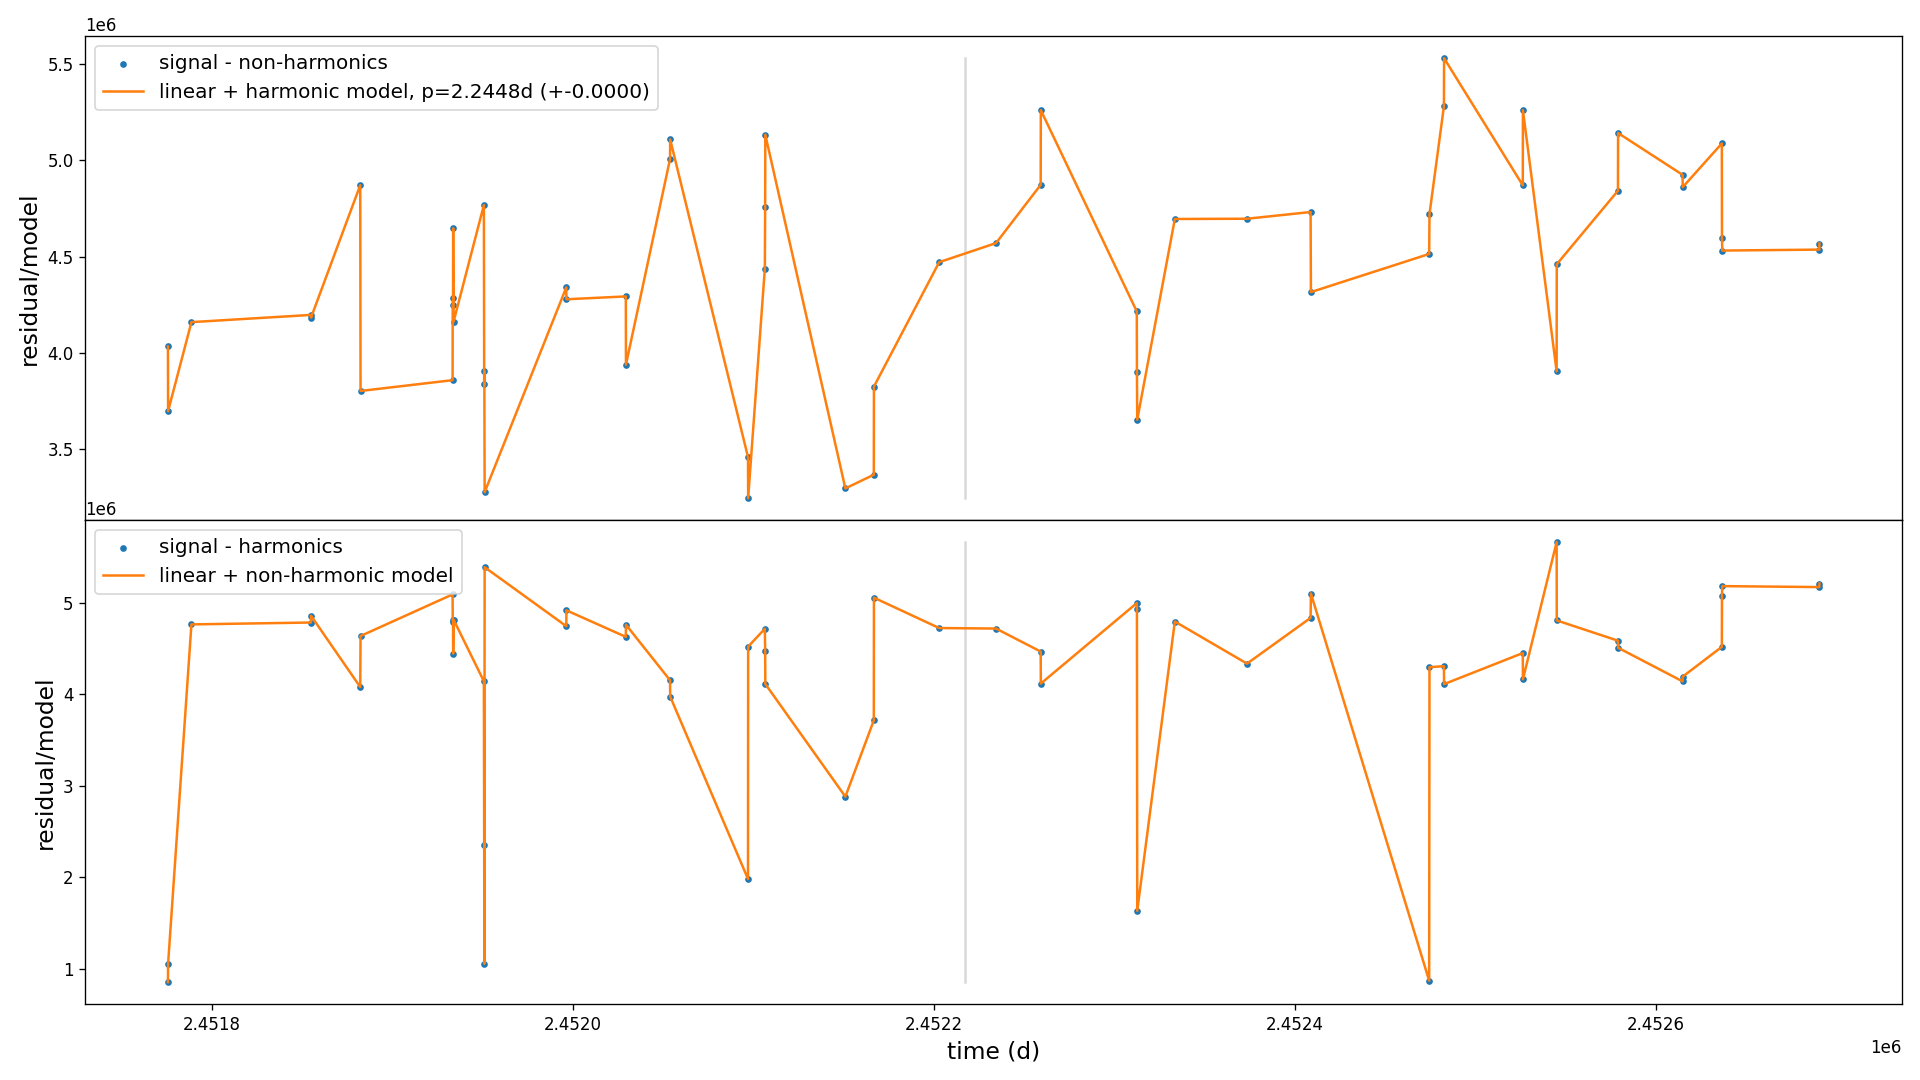 1e6
signal - non-harmonics
linear + harmonic model, p=2.2448d (+-0.0000)
5.5
5.0
4.5
4.0
3.5
residual/model
1e6
signal - harmonics
linear + non-harmonic model
5
4
3
2
1
residual/model
2.4518
2.4520
2.4522
2.4524
2.4526
time (d)
1e6